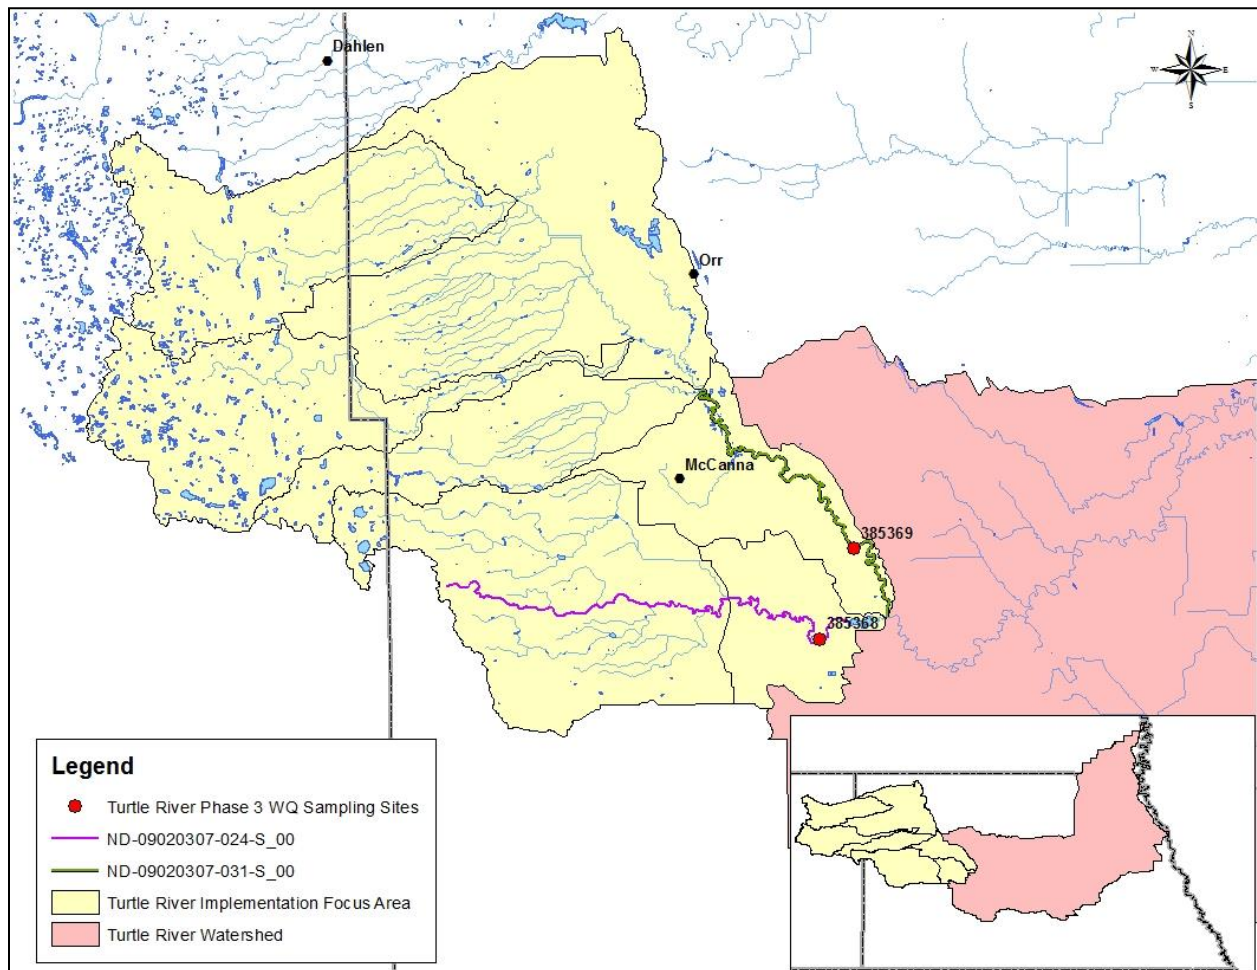 Dahlen
N
W
E
S
Orr
McCanna
385369
385368
Legend
Turtle River Phase 3 WQ Sampling Sites
ND-09020307-024-S_00
ND-09020307-031-S_00
Turtle River Implementation Focus Area
Turtle River Watershed